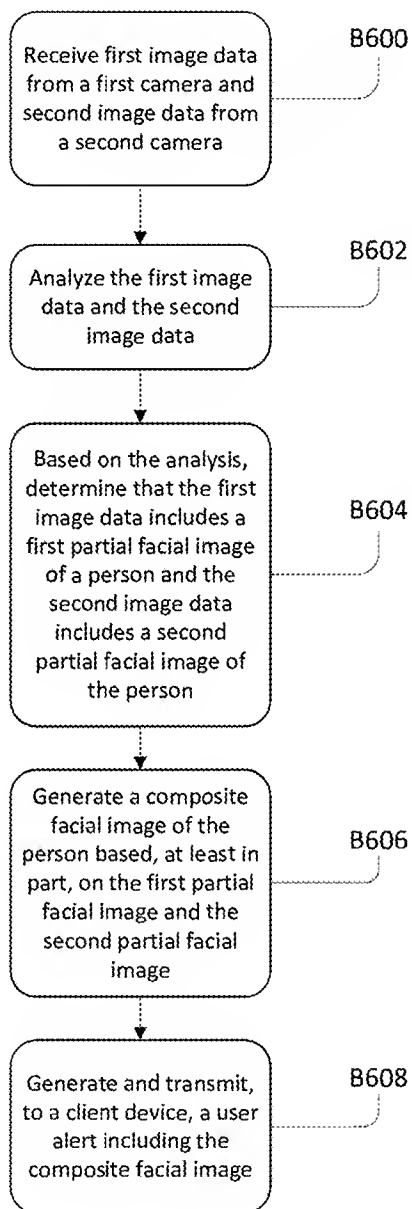 Receive first image data
from a first camera and
second image data from
a second camera
B600
Analyze the first image
data and the second
image data
B602
Based on the analysis,
determine that the first
image data includes a
first partial facial image
of a person and the
second image data
includes a second
partial facial image of
the person
B604
Generate a composite
facial image of the
person based, at least in
part, on the first partial
facial image and the
second partial facial
image
B606
Generate and transmit,
to a client device, a user
alert including the
composite facial image
B608